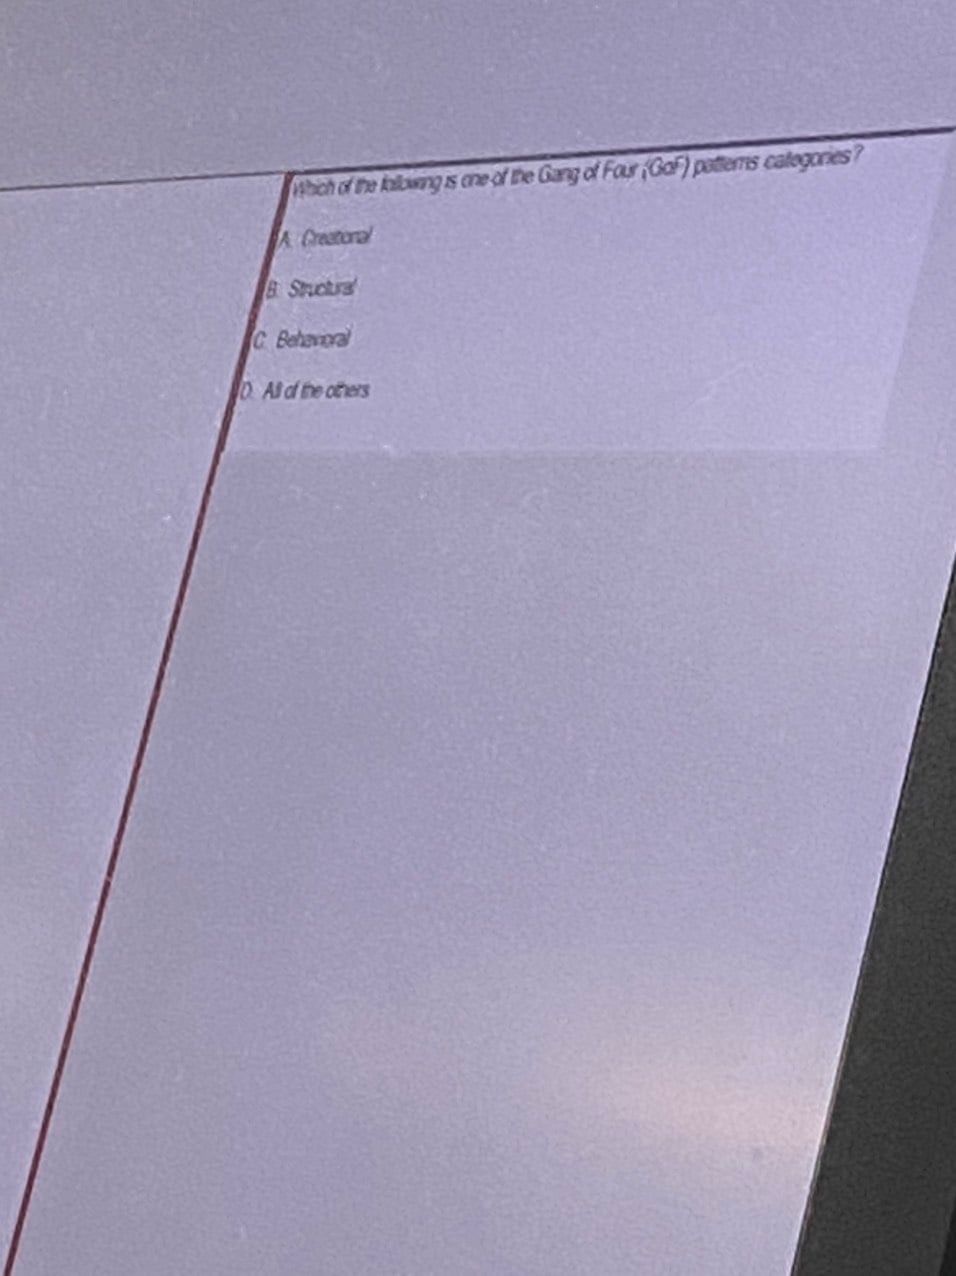 Which of the following is one of the Gang of Four (GoF) patterns categories?
A. Creational
B. Structural
C. Behavioral
D. All of the others